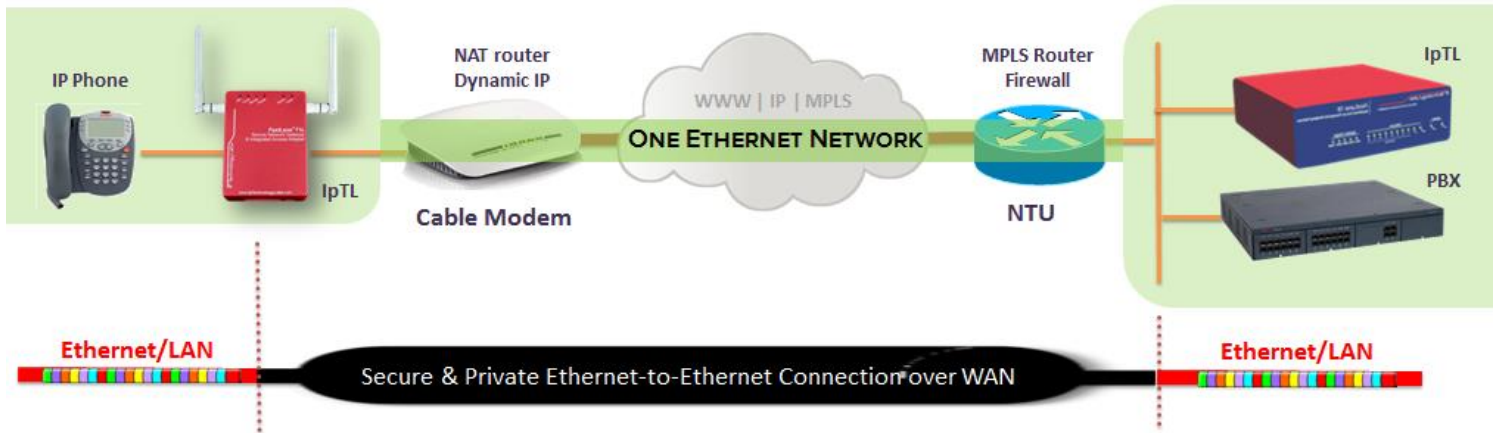 IP Phone
IpTL
NAT router
Dynamic IP
Cable Modem
WWW | IP | MPLS
ONE ETHERNET NETWORK
MPLS Router
Firewall
NTU
IpTL
PBX
Ethernet/LAN
Secure & Private Ethernet-to-Ethernet Connection over WAN
Ethernet/LAN